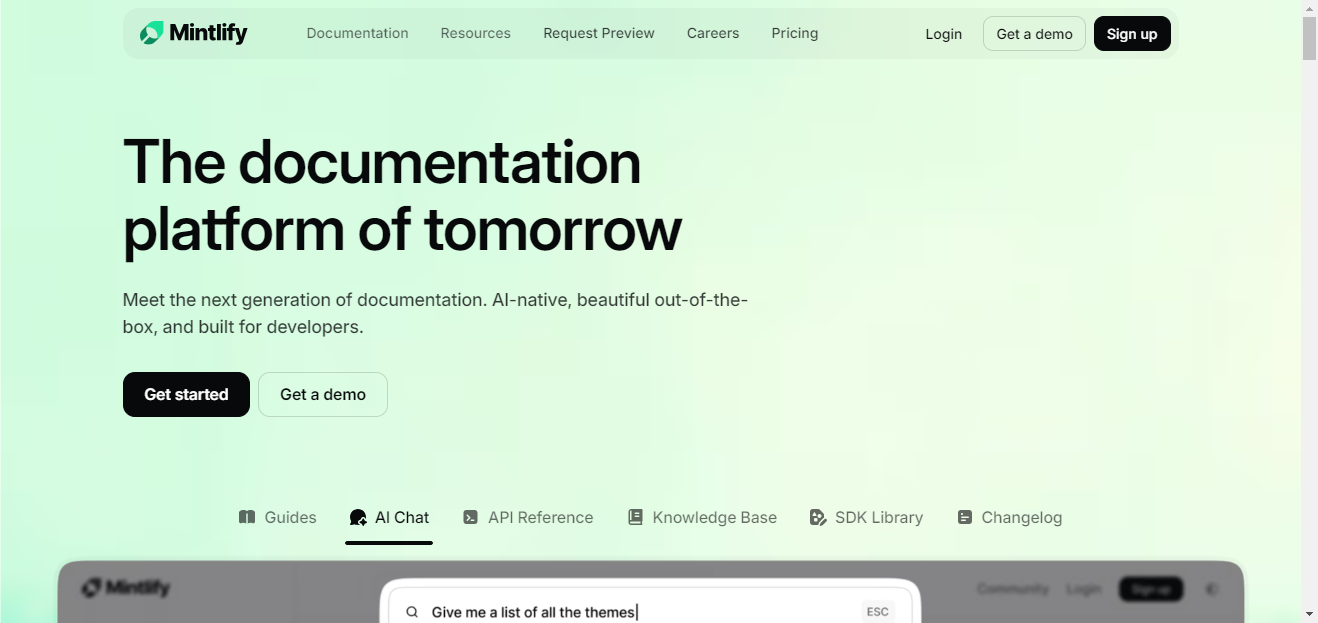 Mintlify
Documentation
Resources
Request Preview
Careers
Pricing
Login
Get a demo
Sign up
The documentation
platform of tomorrow
Meet the next generation of documentation. AI-native, beautiful out-of-the-
box, and built for developers.
Get started
Get a demo
Guides
AI Chat
API Reference
Knowledge Base
SDK Library
Changelog
Mintlify
Community
Login
Sign up
Give me a list of all the themes
ESC